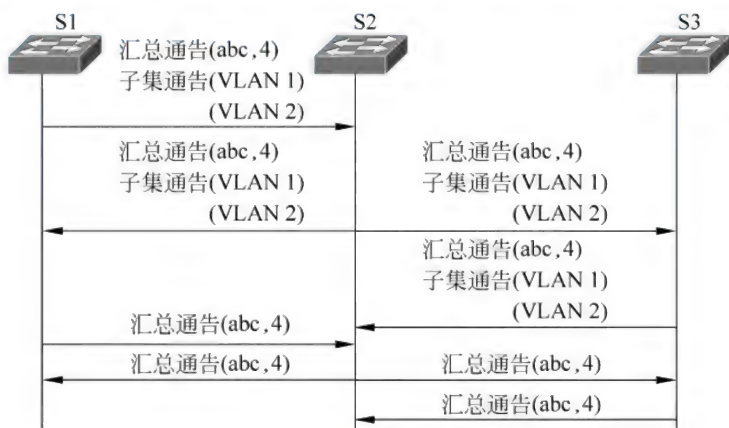 S1
S2
S3
汇总通告(abc,4)
子集通告(VLAN 1)
(VLAN 2)
汇总通告(abc,4)
子集通告(VLAN 1)
(VLAN 2)
汇总通告(abc,4)
子集通告(VLAN 1)
(VLAN 2)
汇总通告(abc,4)
子集通告(VLAN 1)
(VLAN 2)
汇总通告(abc,4)
汇总通告(abc,4)
汇总通告(abc,4)
汇总通告(abc,4)